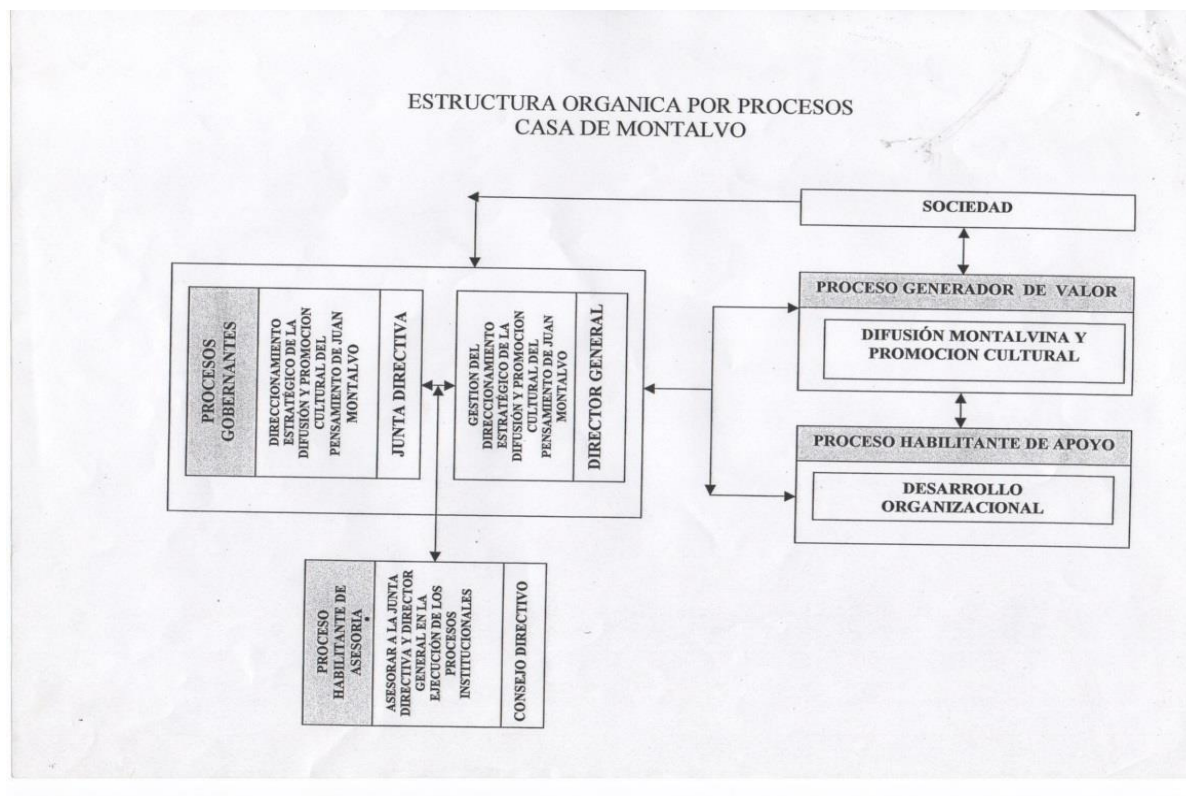 ESTRUCTURA ORGANICA POR PROCESOS
CASA DE MONTALVO
SOCIEDAD
PROCESO GENERADOR DE VALOR
DIFUSIÓN MONTALVINA Y
PROMOCION CULTURAL
PROCESO HABILITANTE DE APOYO
DESARROLLO
ORGANIZACIONAL
PROCESOS
GOBERNANTES
DIRECCIONAMIENTO
ESTRATÉGICO DE LA
DIFUSIÓN Y PROMOCION
CULTURAL DEL
PENSAMIENTO DE JUAN
MONTALVO
JUNTA DIRECTIVA
GESTION DEL
DIRECCIONAMIENTO
ESTRATÉGICO DE LA
DIFUSIÓN Y PROMOCION
CULTURAL DEL
PENSAMIENTO DE JUAN
MONTALVO
DIRECTOR GENERAL
PROCESO
HABILITANTE DE
ASESORIA
ASESORAR A LA JUNTA
DIRECTIVA Y DIRECTOR
GENERAL EN LA
EJECUCIÓN DE LOS
PROCESOS
INSTITUCIONALES
CONSEJO DIRECTIVO